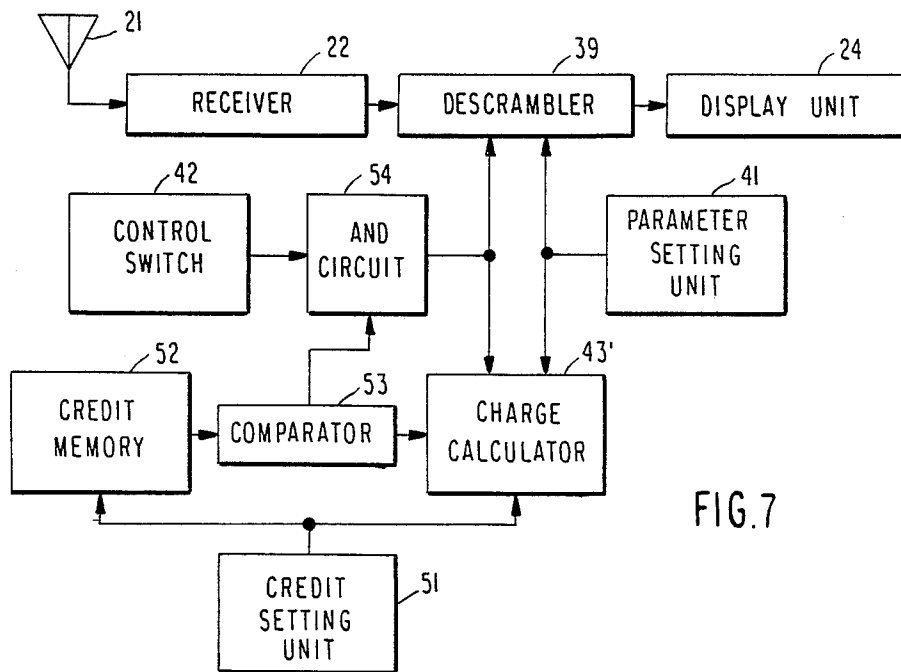 21
22
39
24
RECEIVER
DESCRAMBLER
DISPLAY UNIT
42
54
41
CONTROL
SWITCH
AND
CIRCUIT
PARAMETER
SETTING
UNIT
52
53
43'
CREDIT
MEMORY
COMPARATOR
CHARGE
CALCULATOR
FIG.7
51
CREDIT
SETTING
UNIT